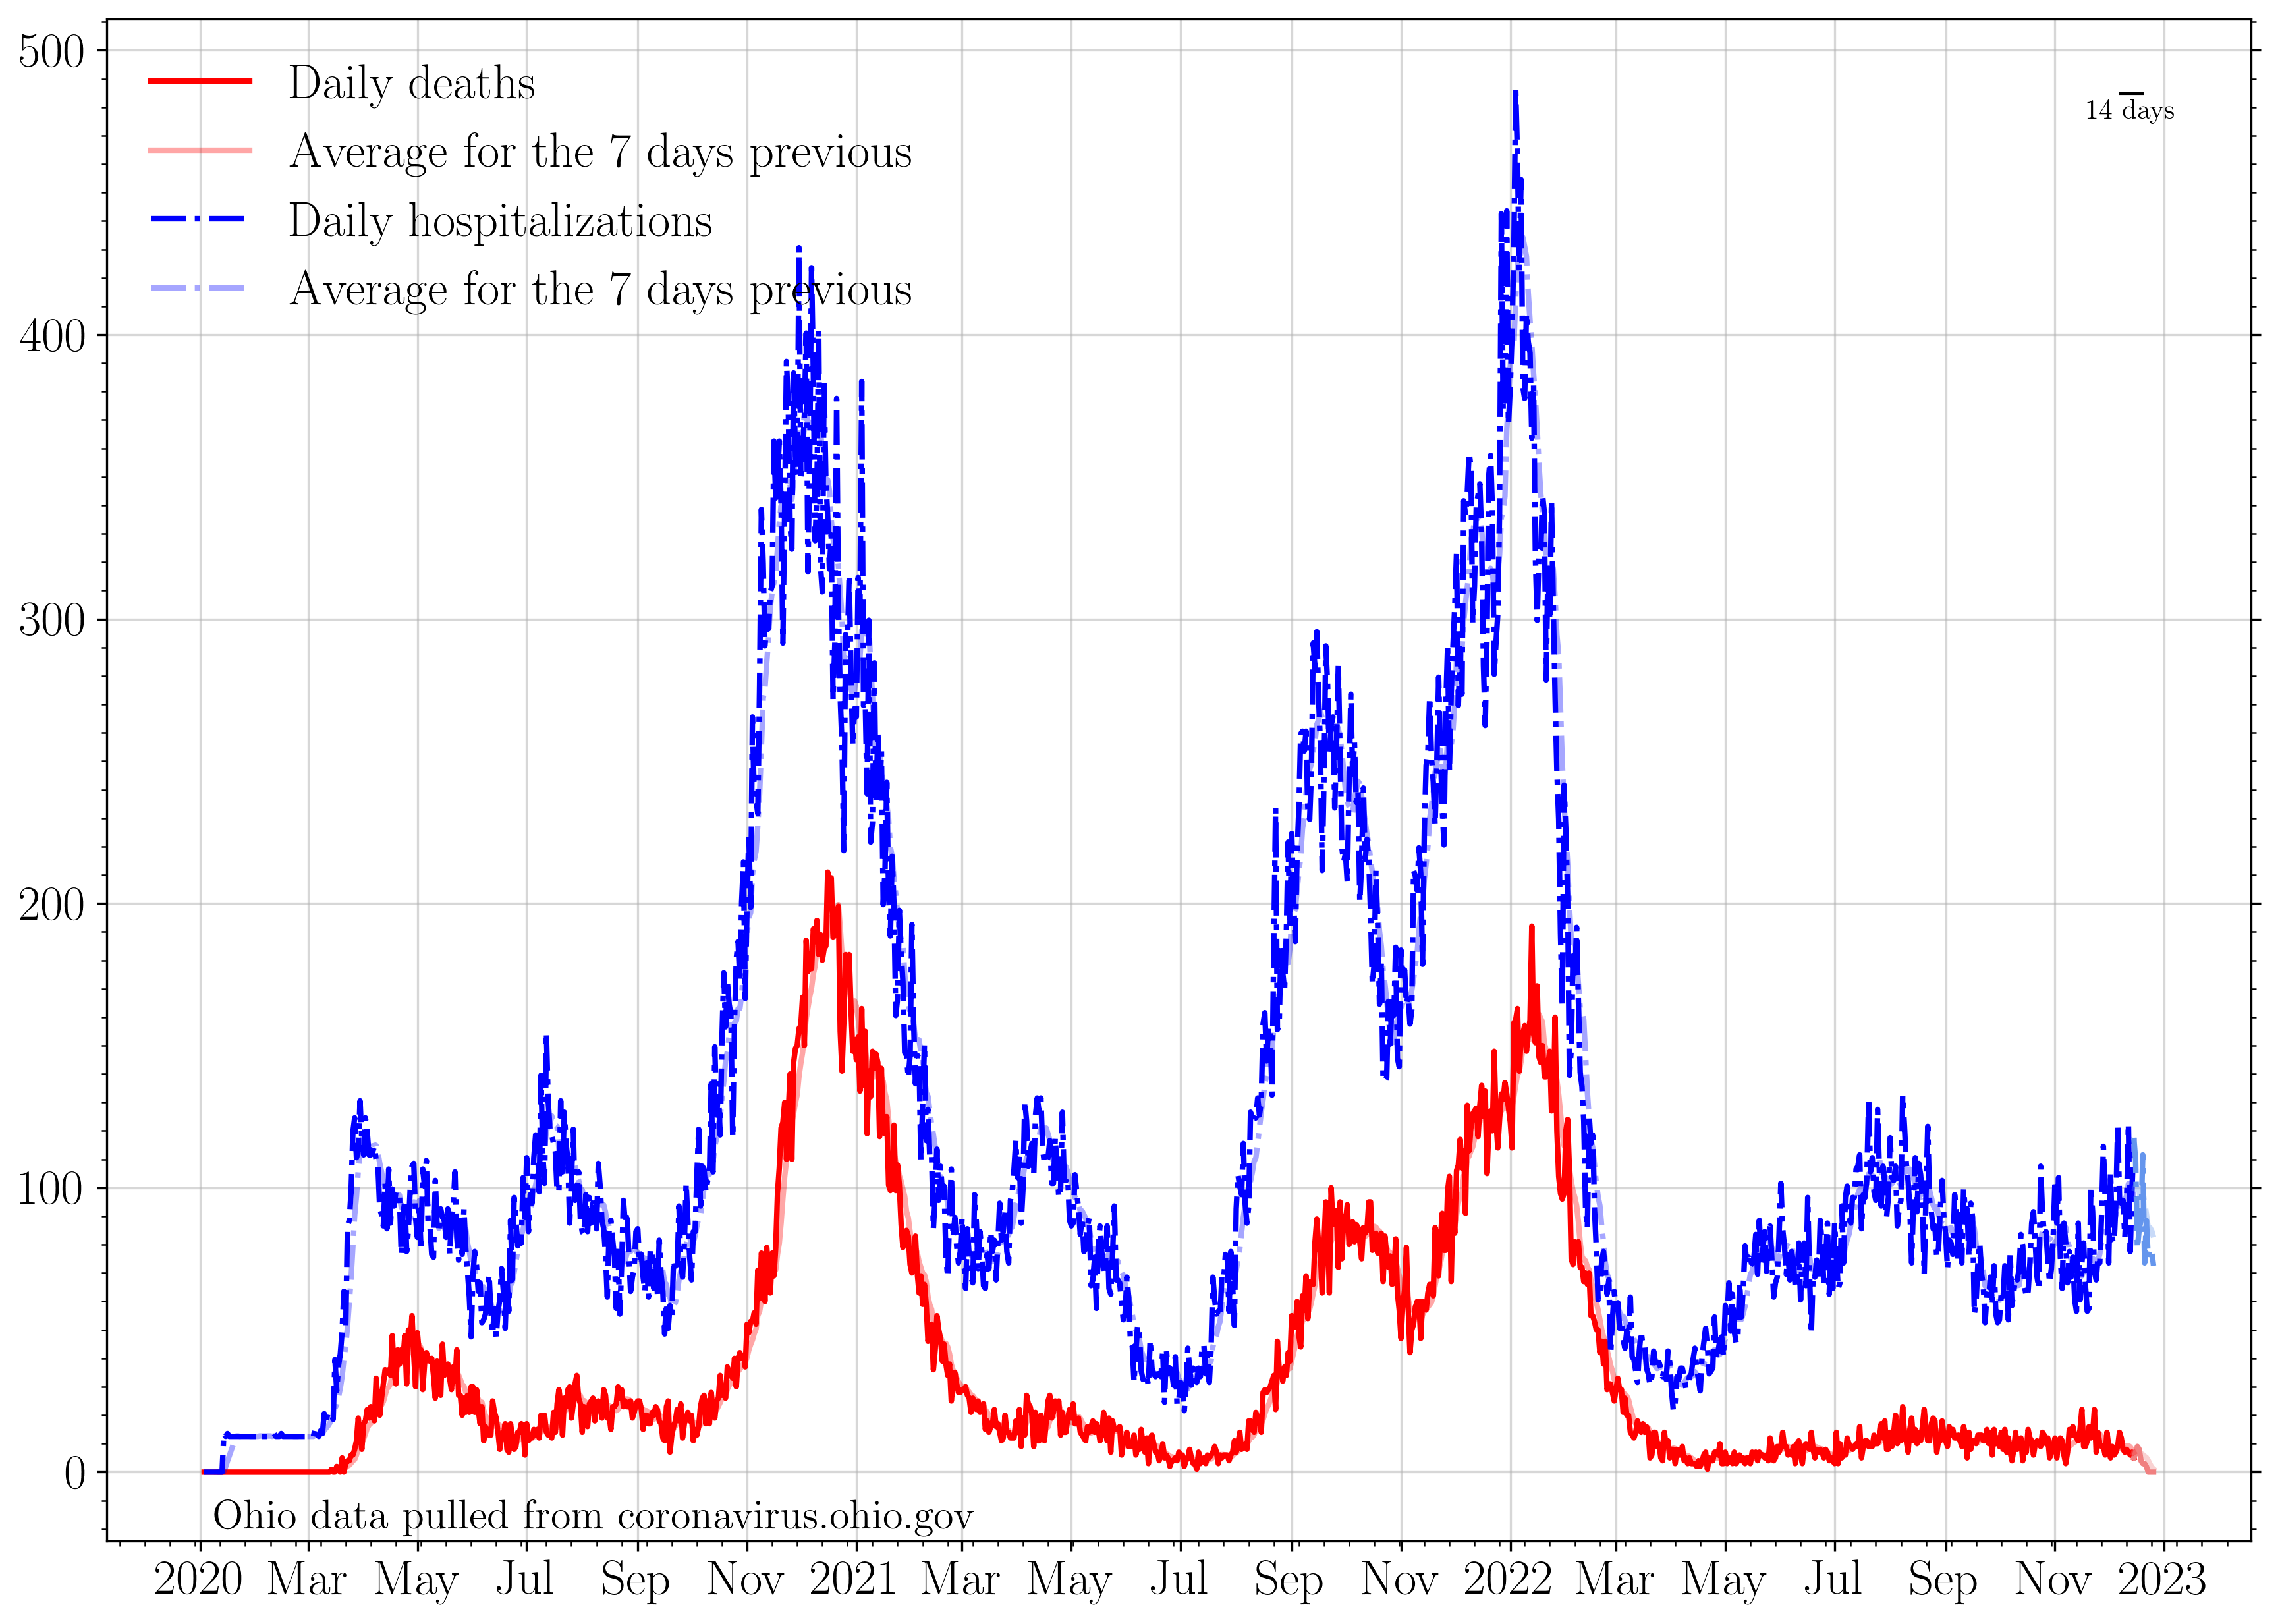 500
400
300
200
100
0
Daily deaths
Average for the 7 days previous
Daily hospitalizations
Average for the 7 days previous
14 days
Ohio data pulled from coronavirus.ohio.gov
2020 Mar May Jul Sep Nov 2021 Mar May Jul Sep Nov 2022 Mar May Jul Sep Nov 2023